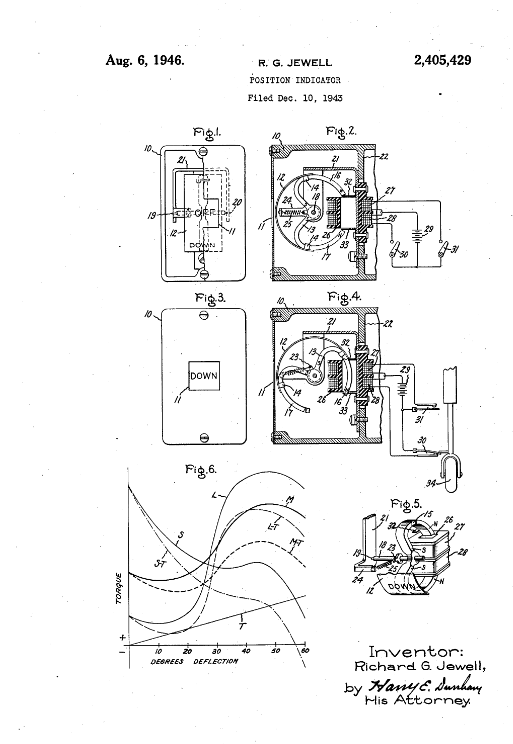 Aug. 6, 1946.
R. G. JEWELL
2,405,429
POSITION INDICATOR
Filed Dec. 10, 1943
Fig.1.
10
21
19
20
12
11
DOWN
Fig.2.
10
21
22
12
16
14
18
32
27
24
28
29
11
25
13
26
14
33
17
30
31
Fig.3.
10
DOWN
11
Fig.4.
10
21
22
12
13
32
27
23
29
11
14
26
28
31
17
16
33
30
34
Fig.6.
L
M
L-T
S
M-T
S-T
T
TORQUE
+
-
10 20 30 40 50 60
DEGREES DEFLECTION
Fig.5.
15
21
32
N
26
27
18
23
19
S
28
24
25
S
N
12
DOWN
Inventor:
Richard G. Jewell,
by Harry E. Dunham
His Attorney.